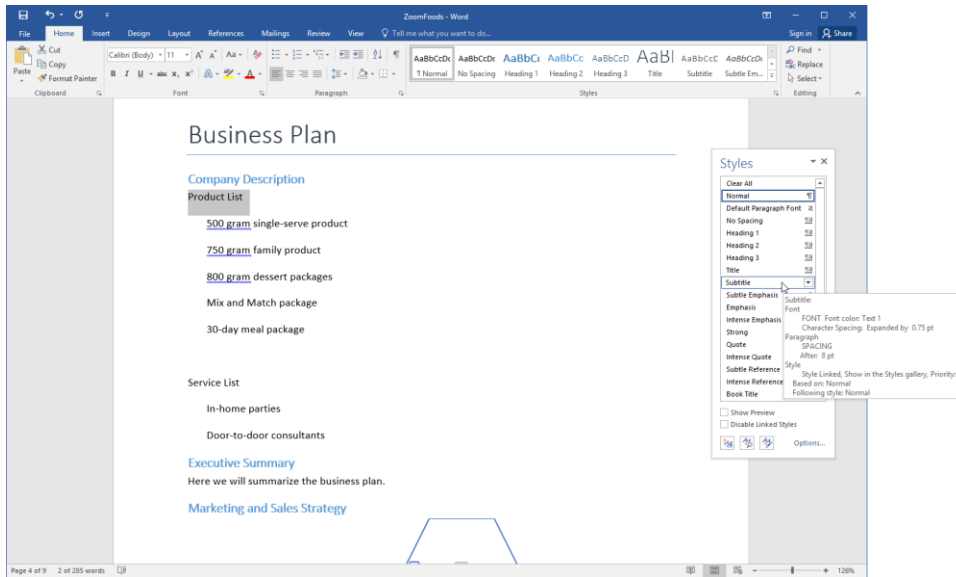 ZoomFoods - Word
File Home Insert Design Layout References Mailings Review View Tell me what you want to do... Sign in Share
Cut
Copy
Format Painter
Paste
Calibri (Body) 11
Clipboard Font Paragraph Styles Editing
AaBbCcDc AaBbCcDc AaBbCc AaBbCc AaBbCcD AaBl AaBbCcC AaBbCcDc
¶ Normal No Spacing Heading 1 Heading 2 Heading 3 Title Subtitle Subtle Em...
Find
Replace
Select
Business Plan
Company Description
Product List
500 gram single-serve product
750 gram family product
800 gram dessert packages
Mix and Match package
30-day meal package
Service List
In-home parties
Door-to-door consultants
Executive Summary
Here we will summarize the business plan.
Marketing and Sales Strategy
Styles
Clear All
Normal ¶
Default Paragraph Font a
No Spacing
Heading 1
Heading 2
Heading 3
Title
Subtitle
Subtle Emphasis
Emphasis
Intense Emphasis
Strong
Quote
Intense Quote
Subtle Reference
Intense Reference
Book Title
Show Preview
Disable Linked Styles
Options...
Subtitle:
Font
FONT Font color: Text 1
Character Spacing: Expanded by 0.75 pt
Paragraph
SPACING
After: 8 pt
Style
Style Linked, Show in the Styles gallery, Priority:
Based on: Normal
Following style: Normal
Page 4 of 9 2 of 285 words 126%